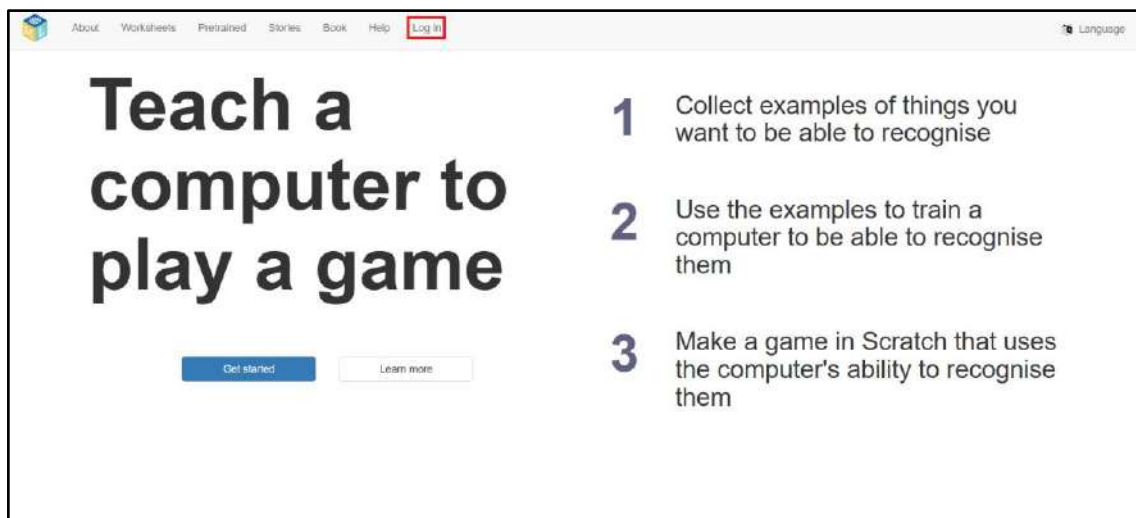 About Worksheets Pretrained Stories Book Help Log In Language
Teach a
computer to
play a game
Get started Learn more
1 Collect examples of things you
want to be able to recognise
2 Use the examples to train a
computer to be able to recognise
them
3 Make a game in Scratch that uses
the computer's ability to recognise
them